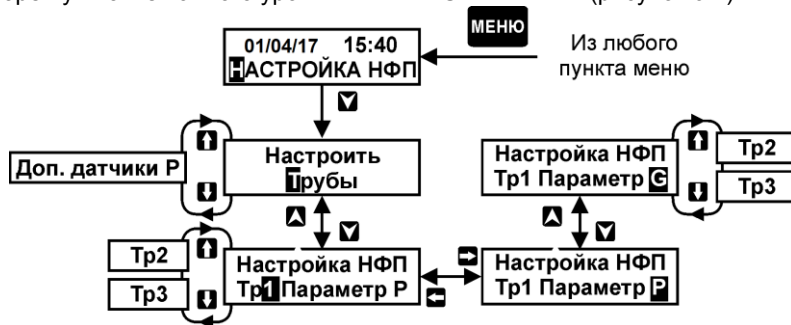 МЕНЮ
01/04/17 15:40
НАСТРОЙКА НФП
Из любого
пункта меню
Доп. датчики Р
Настроить
Трубы
Настройка НФП
Тр1 Параметр G
Тр2
Тр3
Тр2
Тр3
Настройка НФП
Тр1 Параметр Р
Настройка НФП
Тр1 Параметр Р